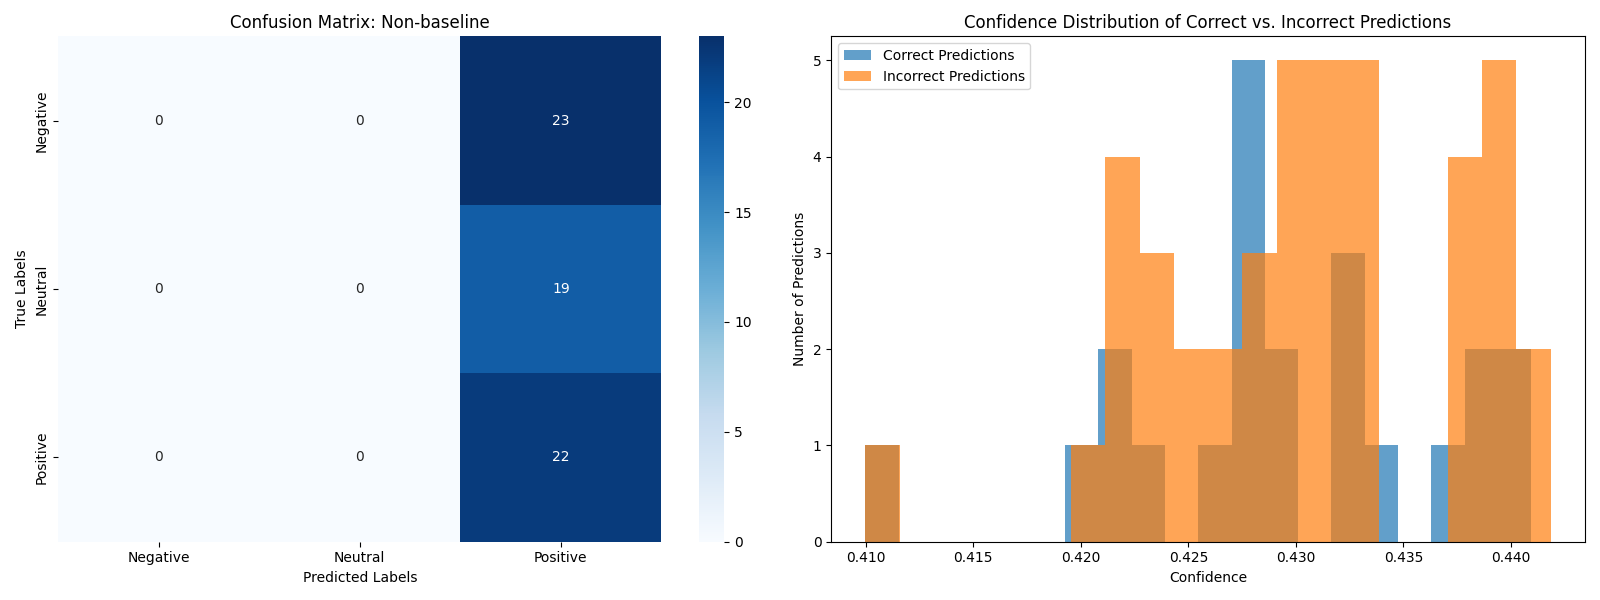 Confusion Matrix: Non-baseline
True Labels
Negative
Neutral
Positive
0 0 23
0 0 19
0 0 22
Negative Neutral Positive
Predicted Labels
20
15
10
5
0
Confidence Distribution of Correct vs. Incorrect Predictions
Correct Predictions
Incorrect Predictions
Number of Predictions
5
4
3
2
1
0
0.410 0.415 0.420 0.425 0.430 0.435 0.440
Confidence